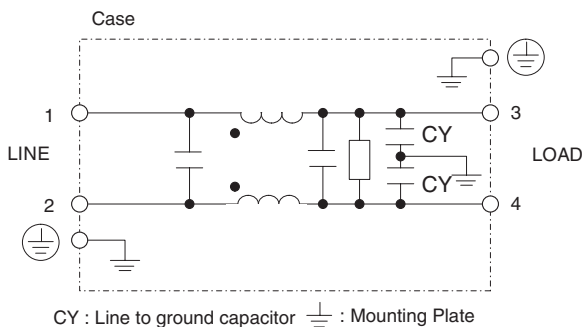 Case
1
3
LINE
CY
LOAD
CY
2
4
CY : Line to ground capacitor : Mounting Plate